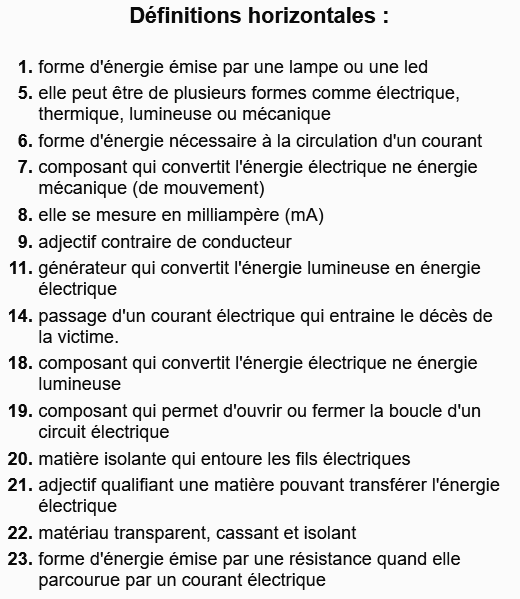 Définitions horizontales :
1. forme d'énergie émise par une lampe ou une led
5. elle peut être de plusieurs formes comme électrique,
thermique, lumineuse ou mécanique
6. forme d'énergie nécessaire à la circulation d'un courant
7. composant qui convertit l'énergie électrique ne énergie
mécanique (de mouvement)
8. elle se mesure en milliampère (mA)
9. adjectif contraire de conducteur
11. générateur qui convertit l'énergie lumineuse en énergie
électrique
14. passage d'un courant électrique qui entraine le décès de
la victime.
18. composant qui convertit l'énergie électrique ne énergie
lumineuse
19. composant qui permet d'ouvrir ou fermer la boucle d'un
circuit électrique
20. matière isolante qui entoure les fils électriques
21. adjectif qualifiant une matière pouvant transférer l'énergie
électrique
22. matériau transparent, cassant et isolant
23. forme d'énergie émise par une résistance quand elle
parcourue par un courant électrique